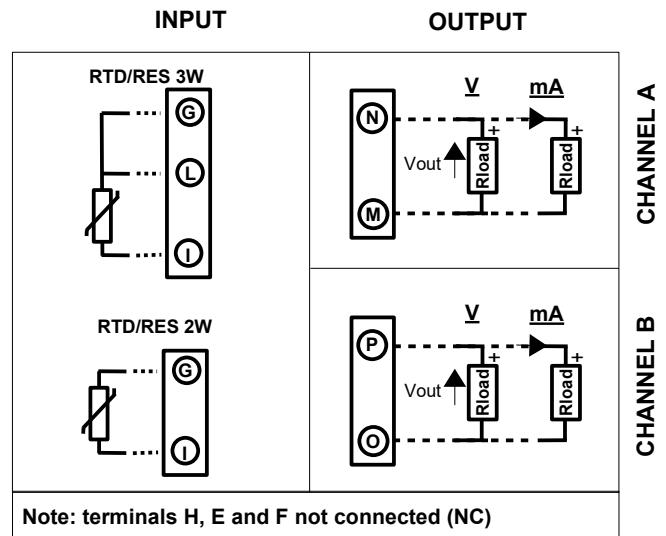 INPUT
OUTPUT
RTD/RES 3W
G
L
I
RTD/RES 2W
G
I
V
mA
N
M
Vout
Rload
+
Rload
+
CHANNEL A
V
mA
P
O
Vout
Rload
+
Rload
+
CHANNEL B
Note: terminals H, E and F not connected (NC)